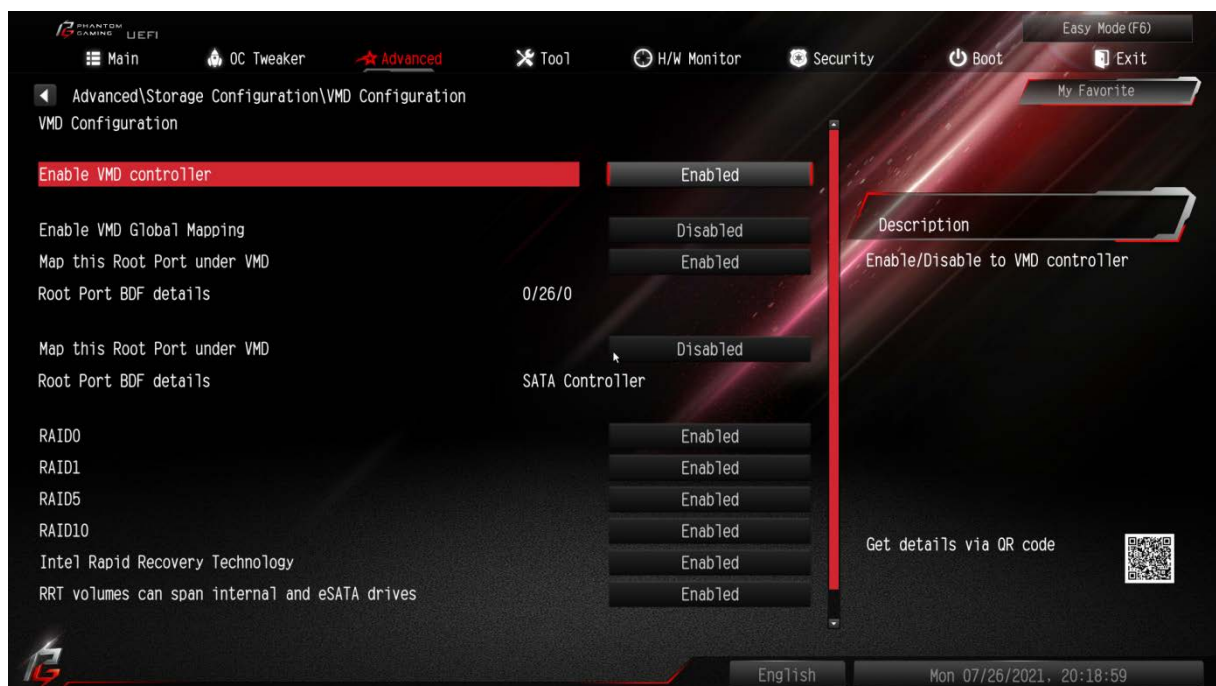 PHANTOM GAMING UEFI
Easy Mode(F6)
Main OC Tweaker Advanced Tool H/W Monitor Security Boot Exit
Advanced\Storage Configuration\VMD Configuration
My Favorite
VMD Configuration
Enable VMD controller Enabled
Enable VMD Global Mapping Disabled
Map this Root Port under VMD Enabled
Root Port BDF details 0/26/0
Map this Root Port under VMD Disabled
Root Port BDF details SATA Controller
RAID0 Enabled
RAID1 Enabled
RAID5 Enabled
RAID10 Enabled
Intel Rapid Recovery Technology Enabled
RRT volumes can span internal and eSATA drives Enabled
Description
Enable/Disable to VMD controller
Get details via QR code
English
Mon 07/26/2021, 20:18:59